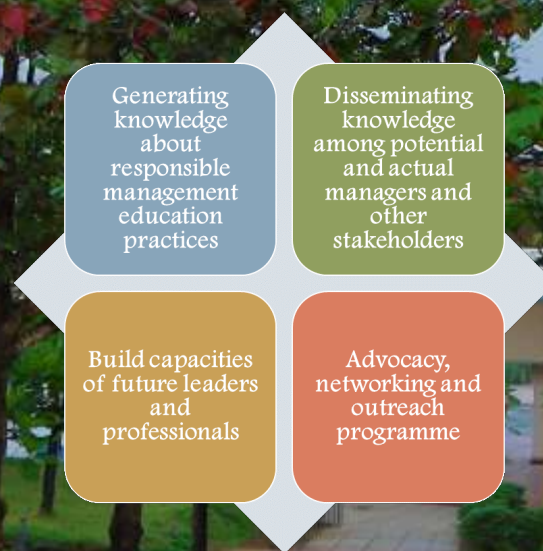 Generating
knowledge
about
responsible
management
education
practices
Disseminating
knowledge
among potential
and actual
managers and
other
stakeholders
Build capacities
of future leaders
and
professionals
Advocacy,
networking and
outreach
programme